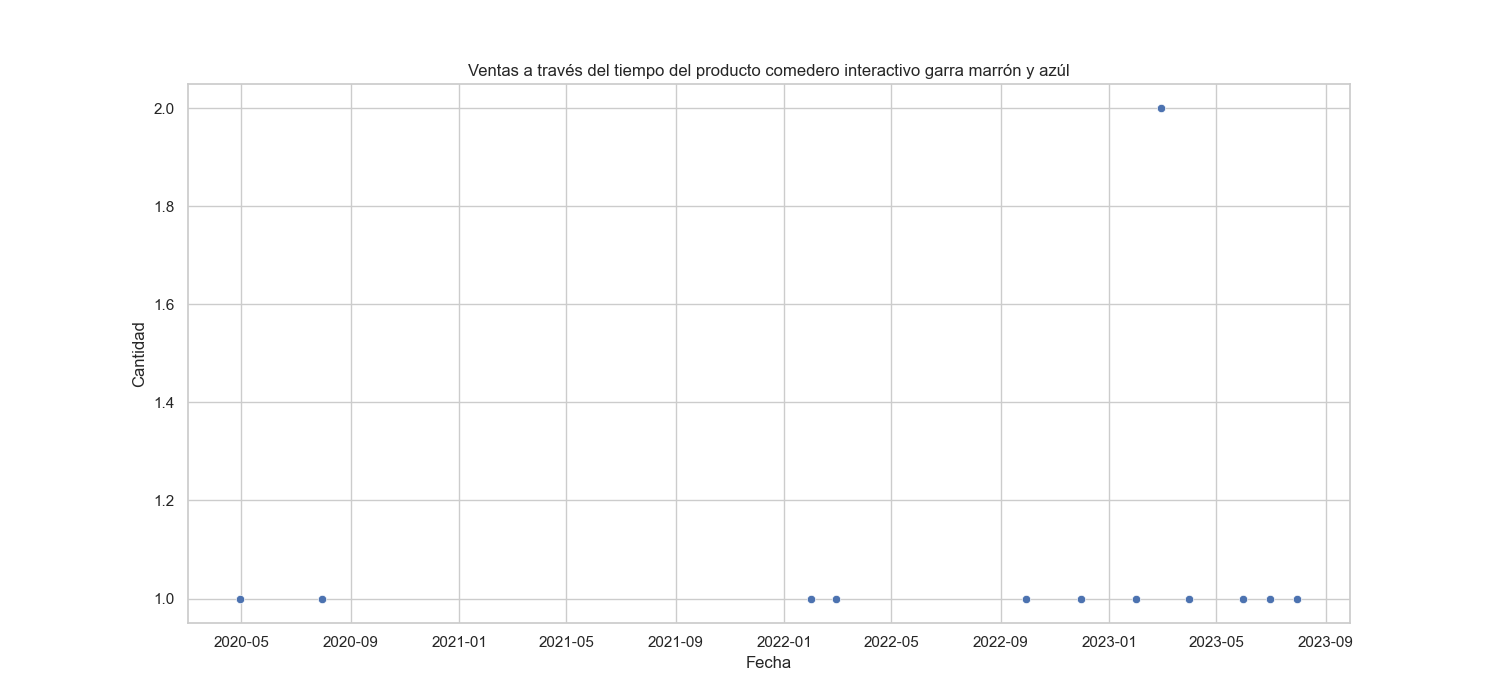 Ventas a través del tiempo del producto comedero interactivo garra marrón y azúl
2.0
1.8
1.6
1.4
1.2
1.0
Cantidad
2020-05 2020-09 2021-01 2021-05 2021-09 2022-01 2022-05 2022-09 2023-01 2023-05 2023-09
Fecha